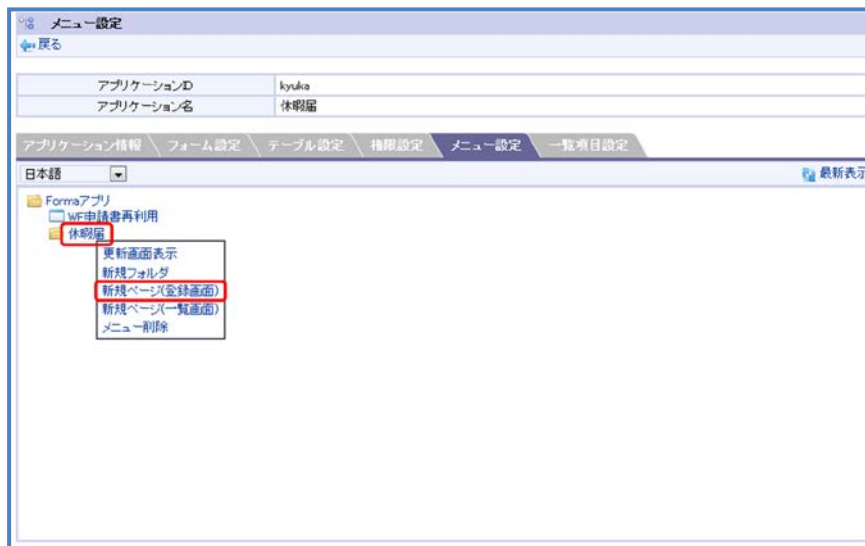 メニュー設定
戻る
アプリケーションID kyuka
アプリケーション名 休暇届
アプリケーション情報 フォーム設定 テーブル設定 権限設定 メニュー設定 一覧項目設定
日本語 最新表示
Formaアプリ
WF申請書再利用
休暇届
更新画面表示
新規フォルダ
新規ページ(登録画面)
新規ページ(一覧画面)
メニュー削除